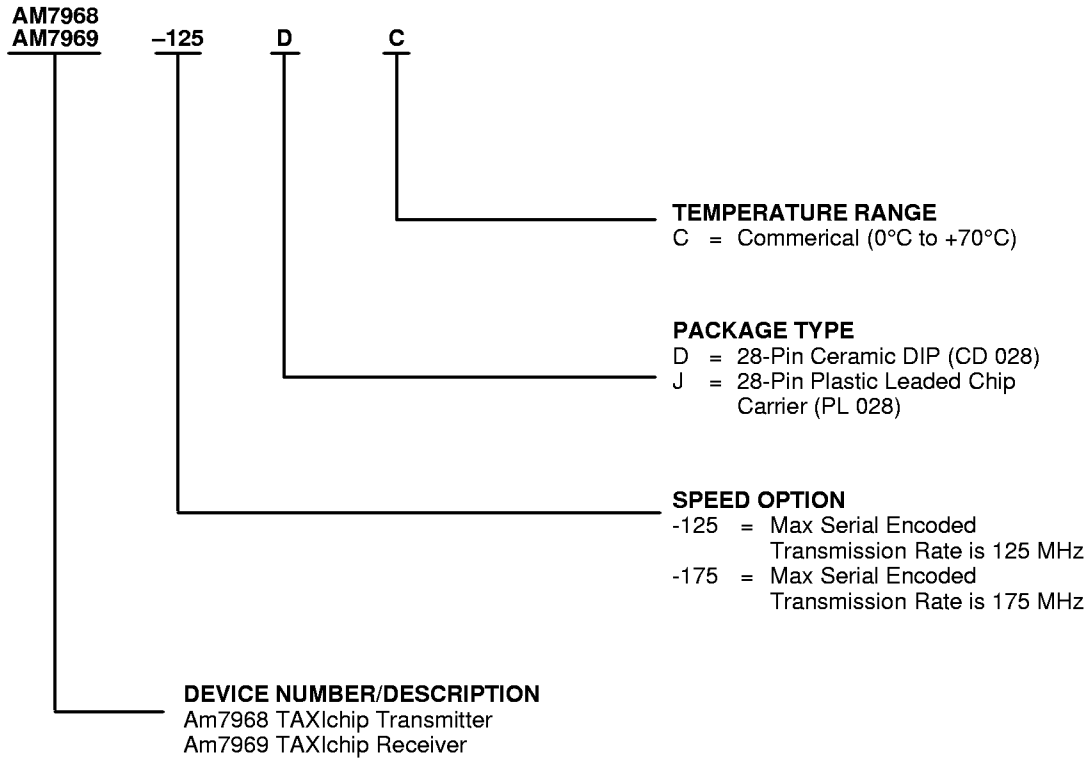 AM7968
AM7969 –125 D C
TEMPERATURE RANGE
C = Commerical (0°C to +70°C)
PACKAGE TYPE
D = 28-Pin Ceramic DIP (CD 028)
J = 28-Pin Plastic Leaded Chip
Carrier (PL 028)
SPEED OPTION
-125 = Max Serial Encoded
Transmission Rate is 125 MHz
-175 = Max Serial Encoded
Transmission Rate is 175 MHz
DEVICE NUMBER/DESCRIPTION
Am7968 TAXIchip Transmitter
Am7969 TAXIchip Receiver